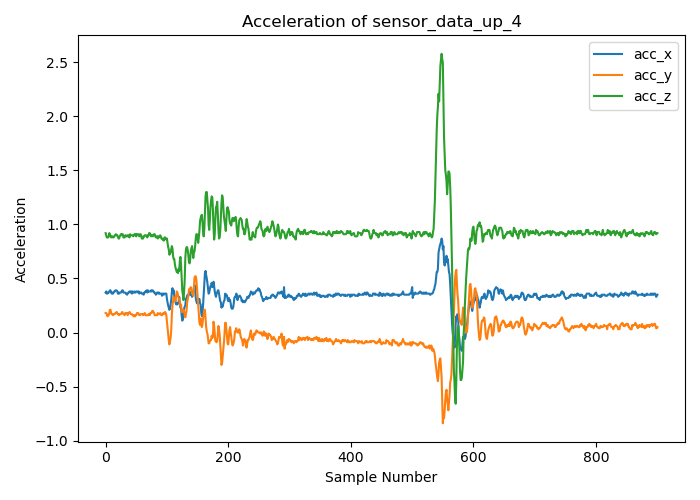 Acceleration of sensor_data_up_4
acc_x
acc_y
acc_z
Acceleration
2.5
2.0
1.5
1.0
0.5
0.0
−0.5
−1.0
0 200 400 600 800
Sample Number